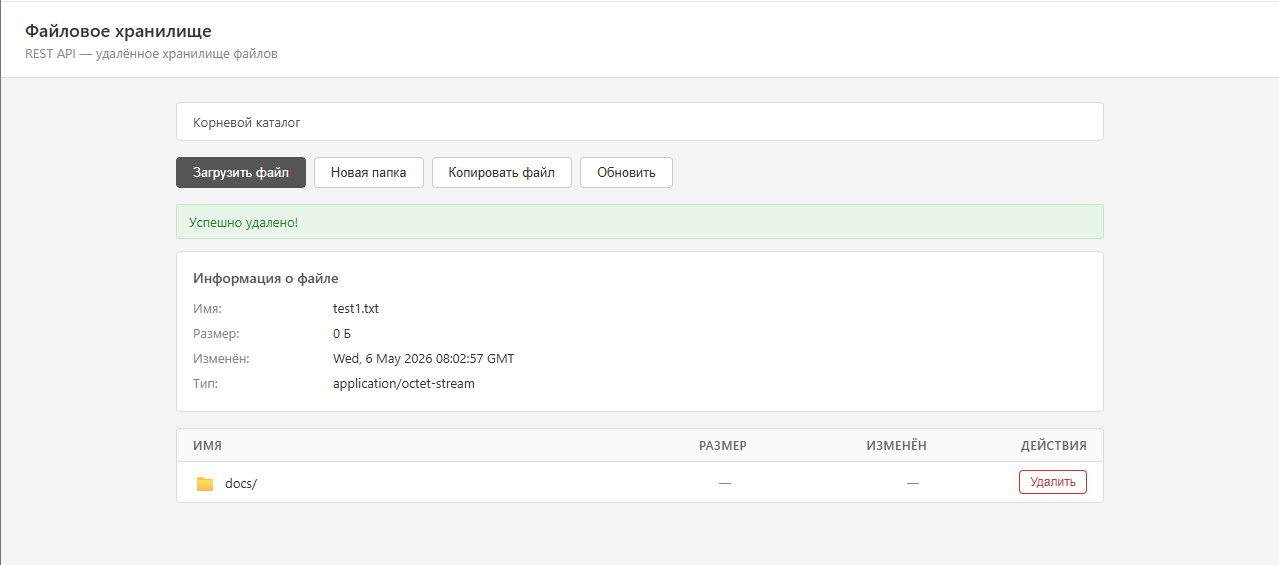 Файловое хранилище
REST API — удалённое хранилище файлов
Корневой каталог
Загрузить файл Новая папка Копировать файл Обновить
Успешно удалено!
Информация о файле
Имя: test1.txt
Размер: 0 Б
Изменён: Wed, 6 May 2026 08:02:57 GMT
Тип: application/octet-stream
ИМЯ РАЗМЕР ИЗМЕНЁН ДЕЙСТВИЯ
docs/ — — Удалить